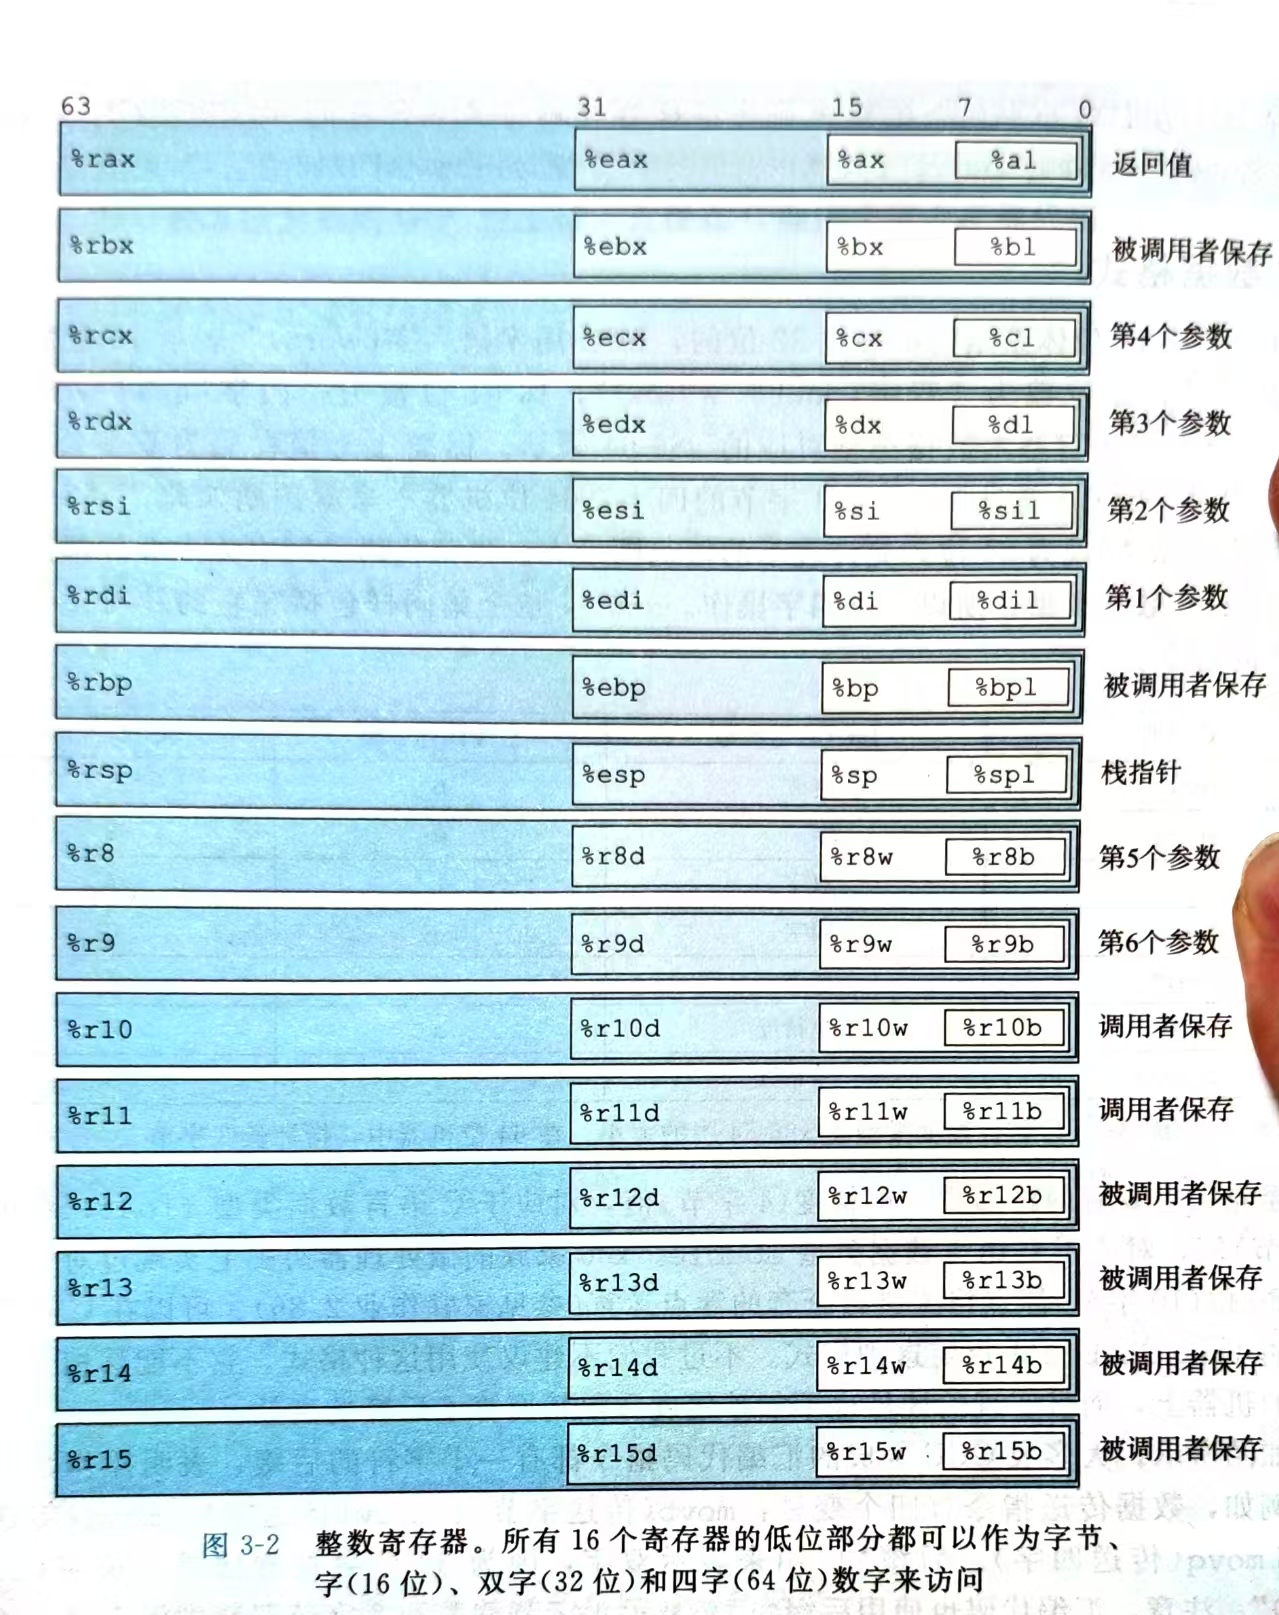 63 31 15 7 0
%rax %eax %ax %al 返回值
%rbx %ebx %bx %bl 被调用者保存
%rcx %ecx %cx %cl 第4个参数
%rdx %edx %dx %dl 第3个参数
%rsi %esi %si %sil 第2个参数
%rdi %edi %di %dil 第1个参数
%rbp %ebp %bp %bpl 被调用者保存
%rsp %esp %sp %spl 栈指针
%r8 %r8d %r8w %r8b 第5个参数
%r9 %r9d %r9w %r9b 第6个参数
%r10 %r10d %r10w %r10b 调用者保存
%r11 %r11d %r11w %r11b 调用者保存
%r12 %r12d %r12w %r12b 被调用者保存
%r13 %r13d %r13w %r13b 被调用者保存
%r14 %r14d %r14w %r14b 被调用者保存
%r15 %r15d %r15w %r15b 被调用者保存
图 3-2 整数寄存器。所有 16 个寄存器的低位部分都可以作为字节、
字(16 位)、双字(32 位)和四字(64 位)数字来访问